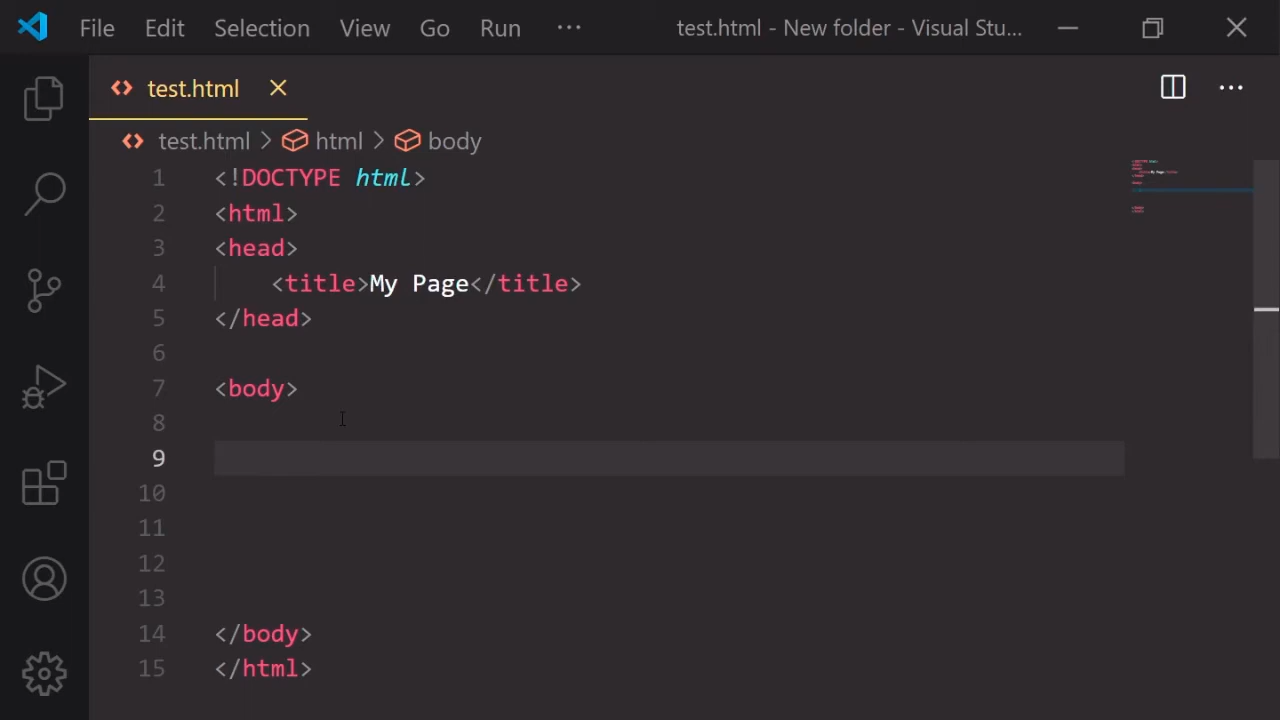 File Edit Selection View Go Run ··· test.html - New folder - Visual Stu...
test.html
test.html > html > body
1 <!DOCTYPE html>
2 <html>
3 <head>
4 <title>My Page</title>
5 </head>
6
7 <body>
8
9
10
11
12
13
14 </body>
15 </html>